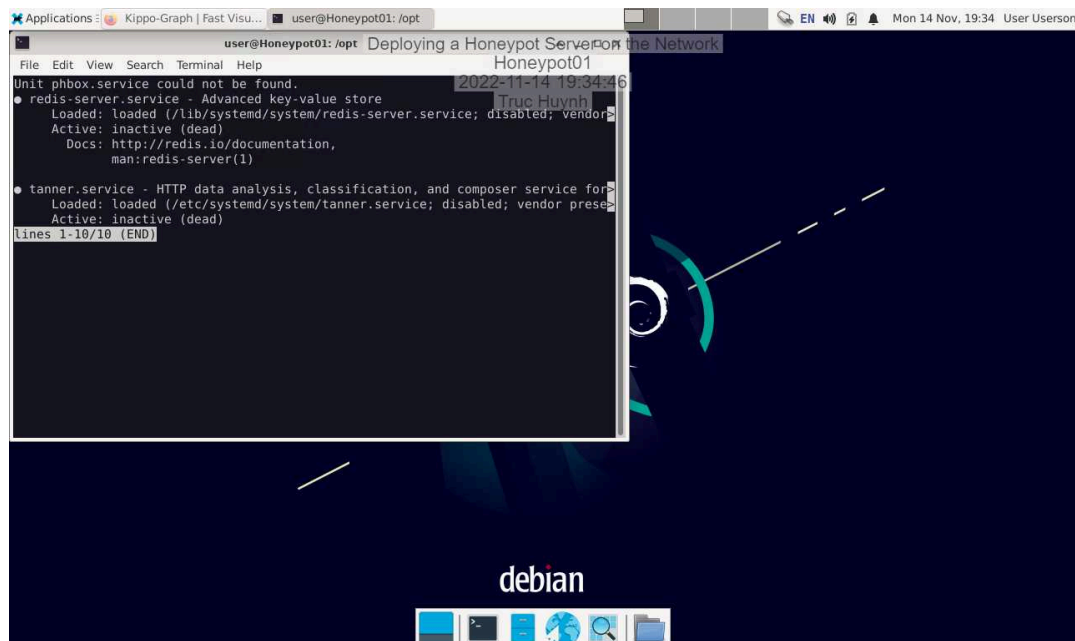 Applications
Kippo-Graph | Fast Visu...
user@Honeypot01: /opt
EN
Mon 14 Nov, 19:34
User Userson
user@Honeypot01: /opt
Deploying a Honeypot Server on the Network
File Edit View Search Terminal Help
Honeypot01
2022-11-14 19:34:46
Truc Huynh
Unit phbox.service could not be found.
● redis-server.service - Advanced key-value store
Loaded: loaded (/lib/systemd/system/redis-server.service; disabled; vendor>
Active: inactive (dead)
Docs: http://redis.io/documentation,
man:redis-server(1)
● tanner.service - HTTP data analysis, classification, and composer service for>
Loaded: loaded (/etc/systemd/system/tanner.service; disabled; vendor prese>
Active: inactive (dead)
lines 1-10/10 (END)
debian